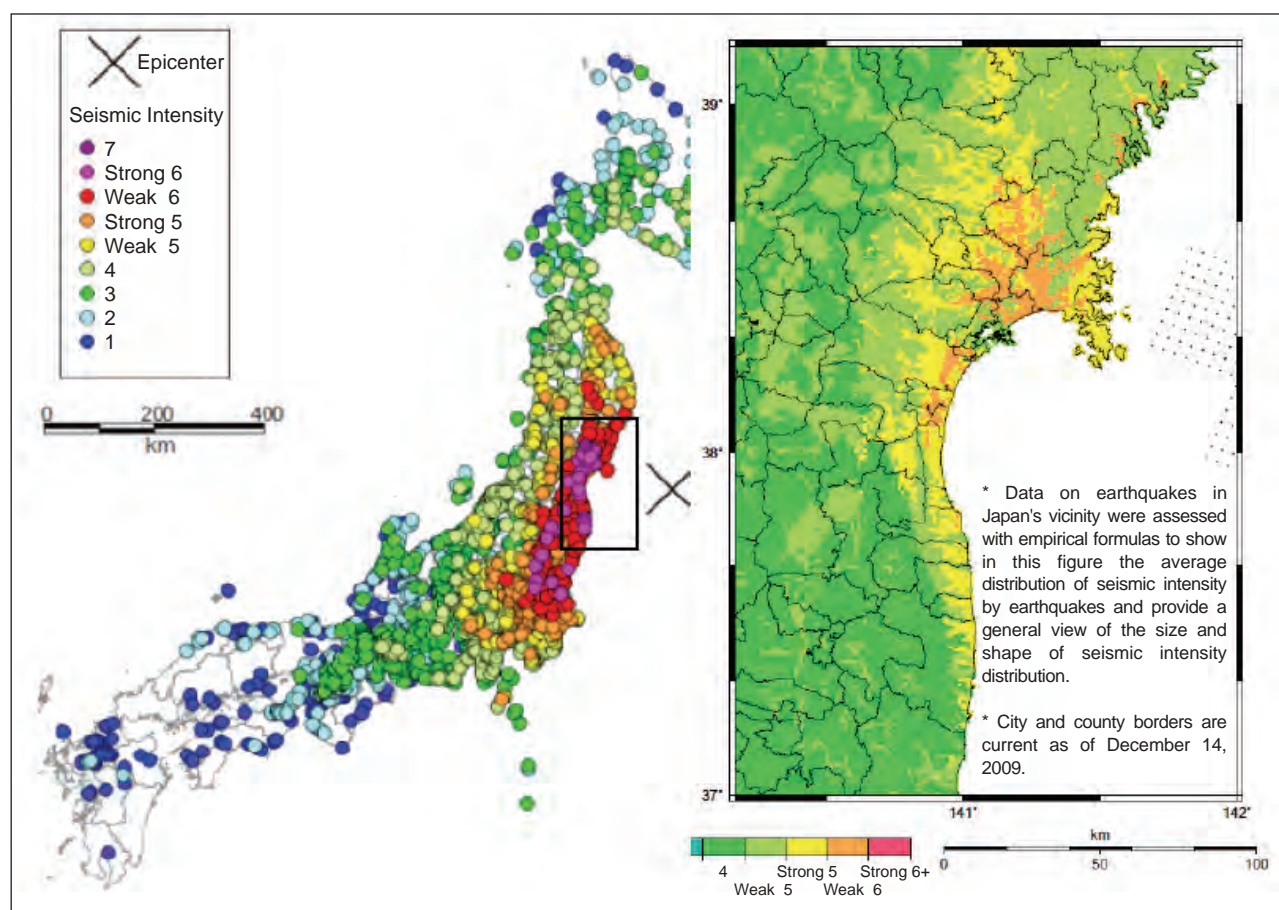 Epicenter
Seismic Intensity
7
Strong 6
Weak 6
Strong 5
Weak 5
4
3
2
1
0 200 400
km
39°
38°
37°
141°
142°
* Data on earthquakes in
Japan's vicinity were assessed
with empirical formulas to show
in this figure the average
distribution of seismic intensity
by earthquakes and provide a
general view of the size and
shape of seismic intensity
distribution.
* City and county borders are
current as of December 14,
2009.
4 Strong 5 Strong 6+
Weak 5 Weak 6
km
0 50 100